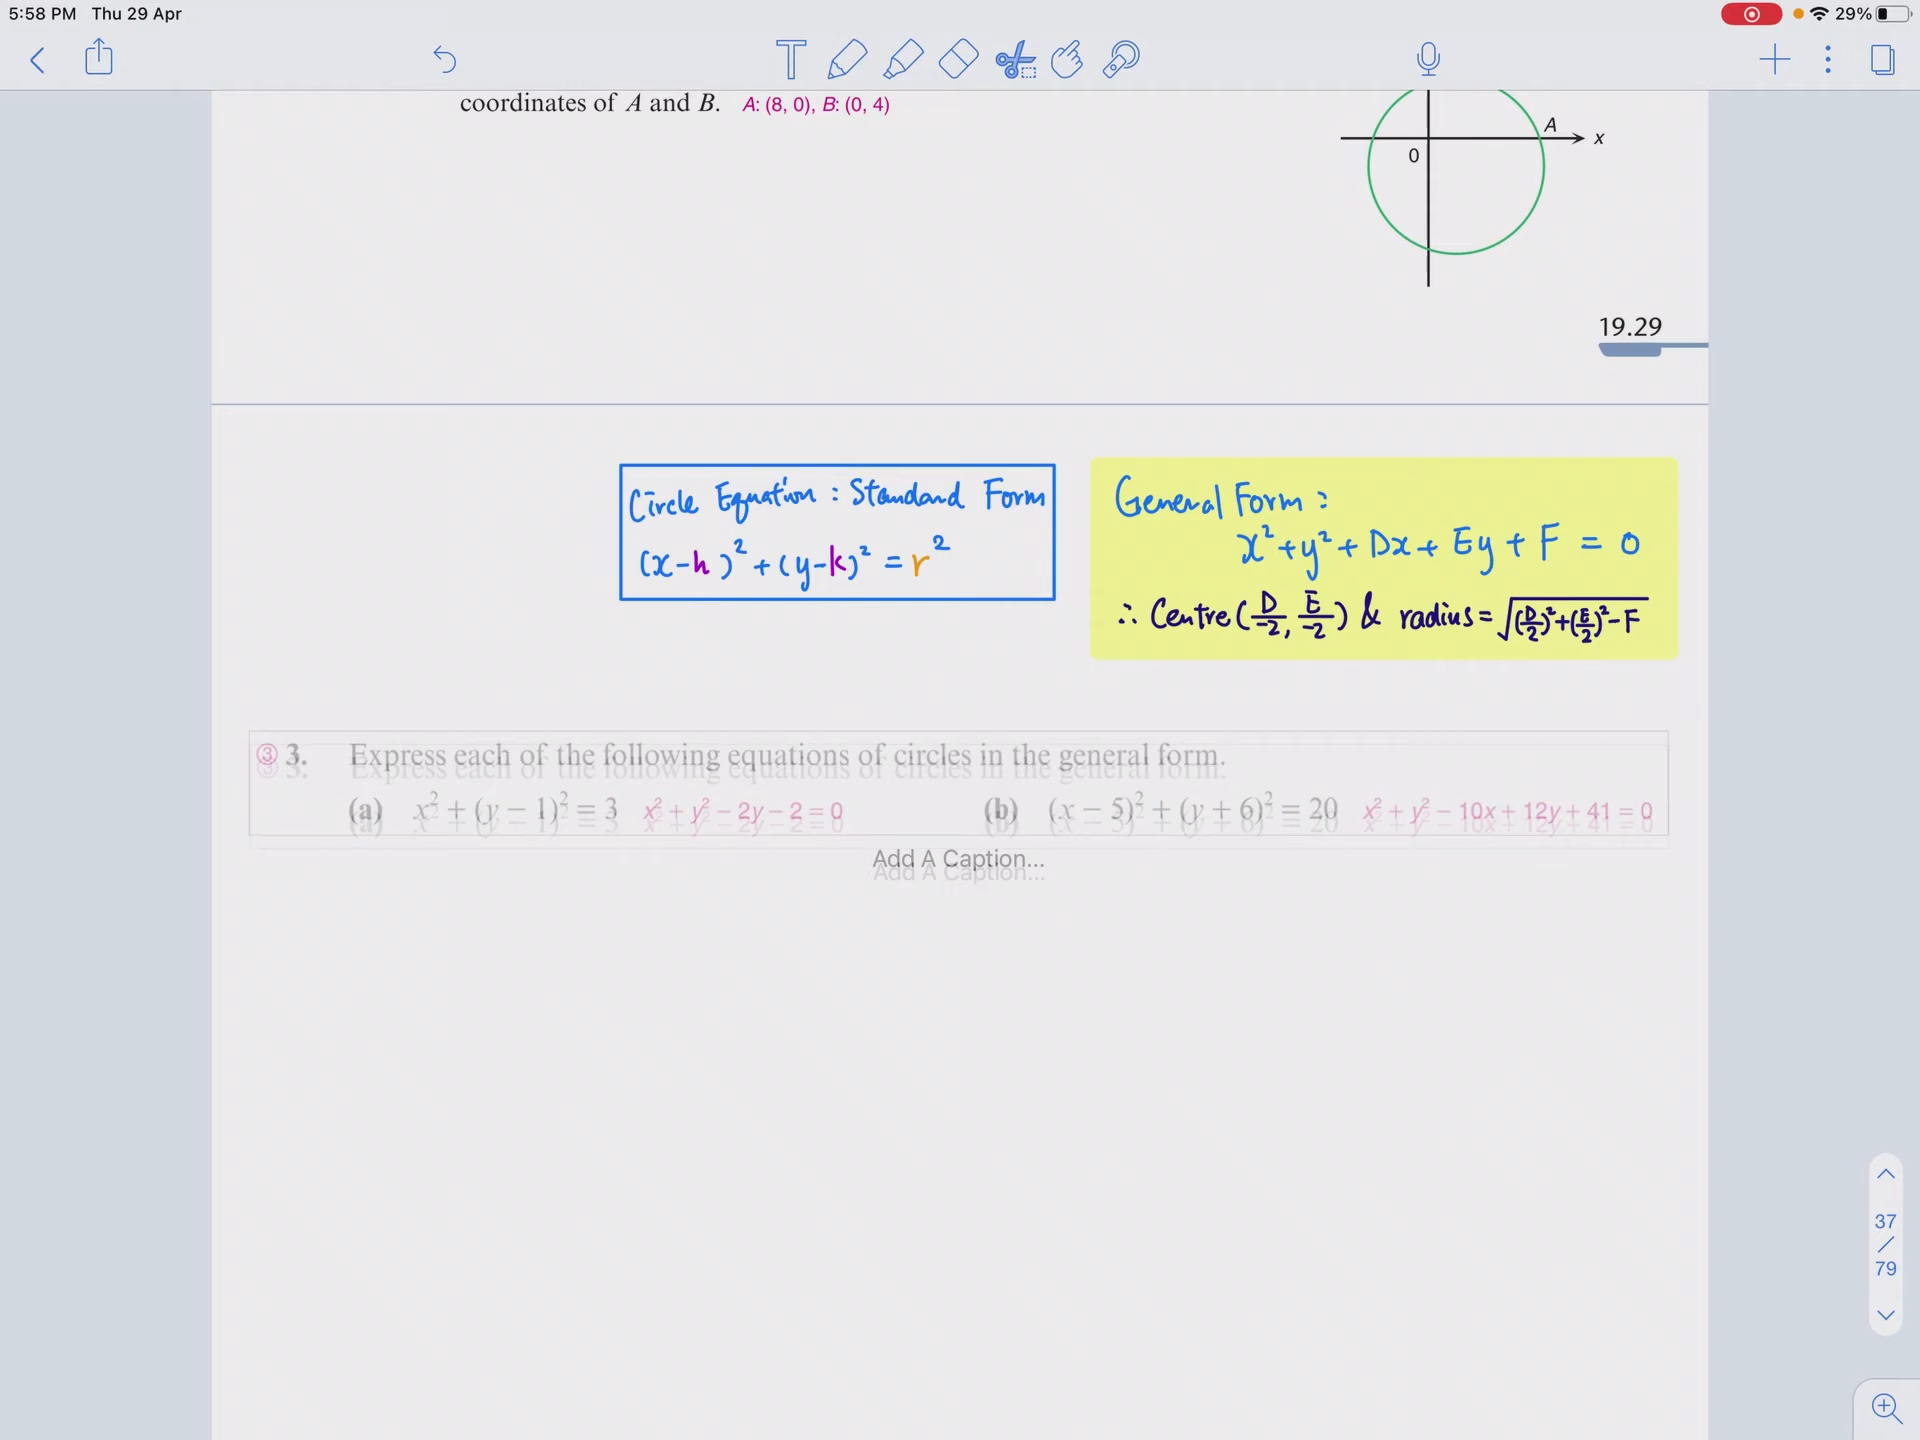 5:58 PM Thu 29 Apr
29%
coordinates of A and B. A: (8, 0), B: (0, 4)
A
x
0
19.29
Circle Equation : Standard Form
(x-h)² + (y-k)² = r²
General Form :
x² + y² + Dx + Ey + F = 0
∴ Centre (D/-2, E/-2) & radius = √((D/2)² + (E/2)² - F)
③ 3. Express each of the following equations of circles in the general form.
(a) x² + (y − 1)² = 3 x² + y² − 2y − 2 = 0 (b) (x − 5)² + (y + 6)² = 20 x² + y² − 10x + 12y + 41 = 0
Add A Caption...
37
/
79